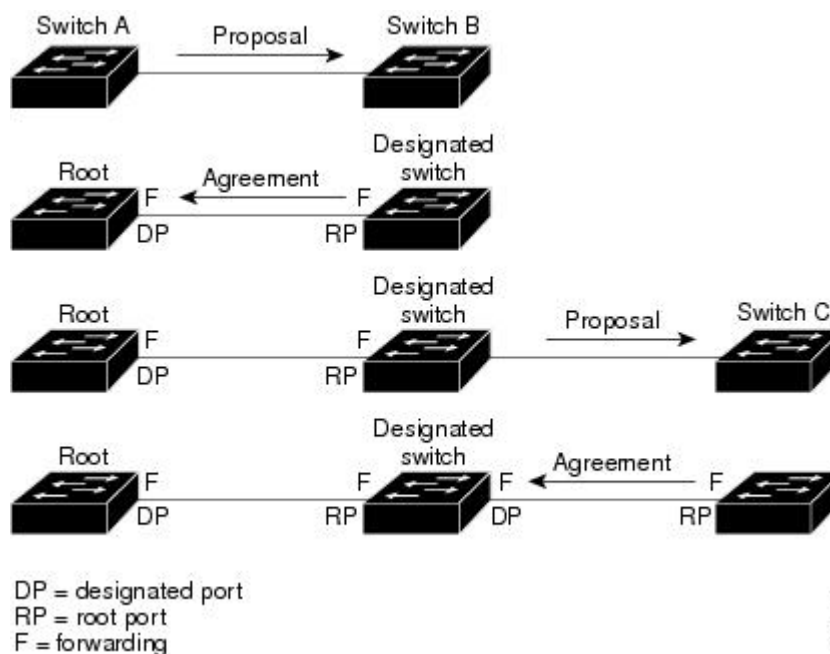 Switch A
Proposal
Switch B
Root
F
Agreement
F
Designated
switch
DP
RP
Root
F
F
Designated
switch
Proposal
Switch C
DP
RP
Root
F
F
Designated
switch
F
Agreement
F
DP
RP
DP
RP
DP = designated port
RP = root port
F = forwarding